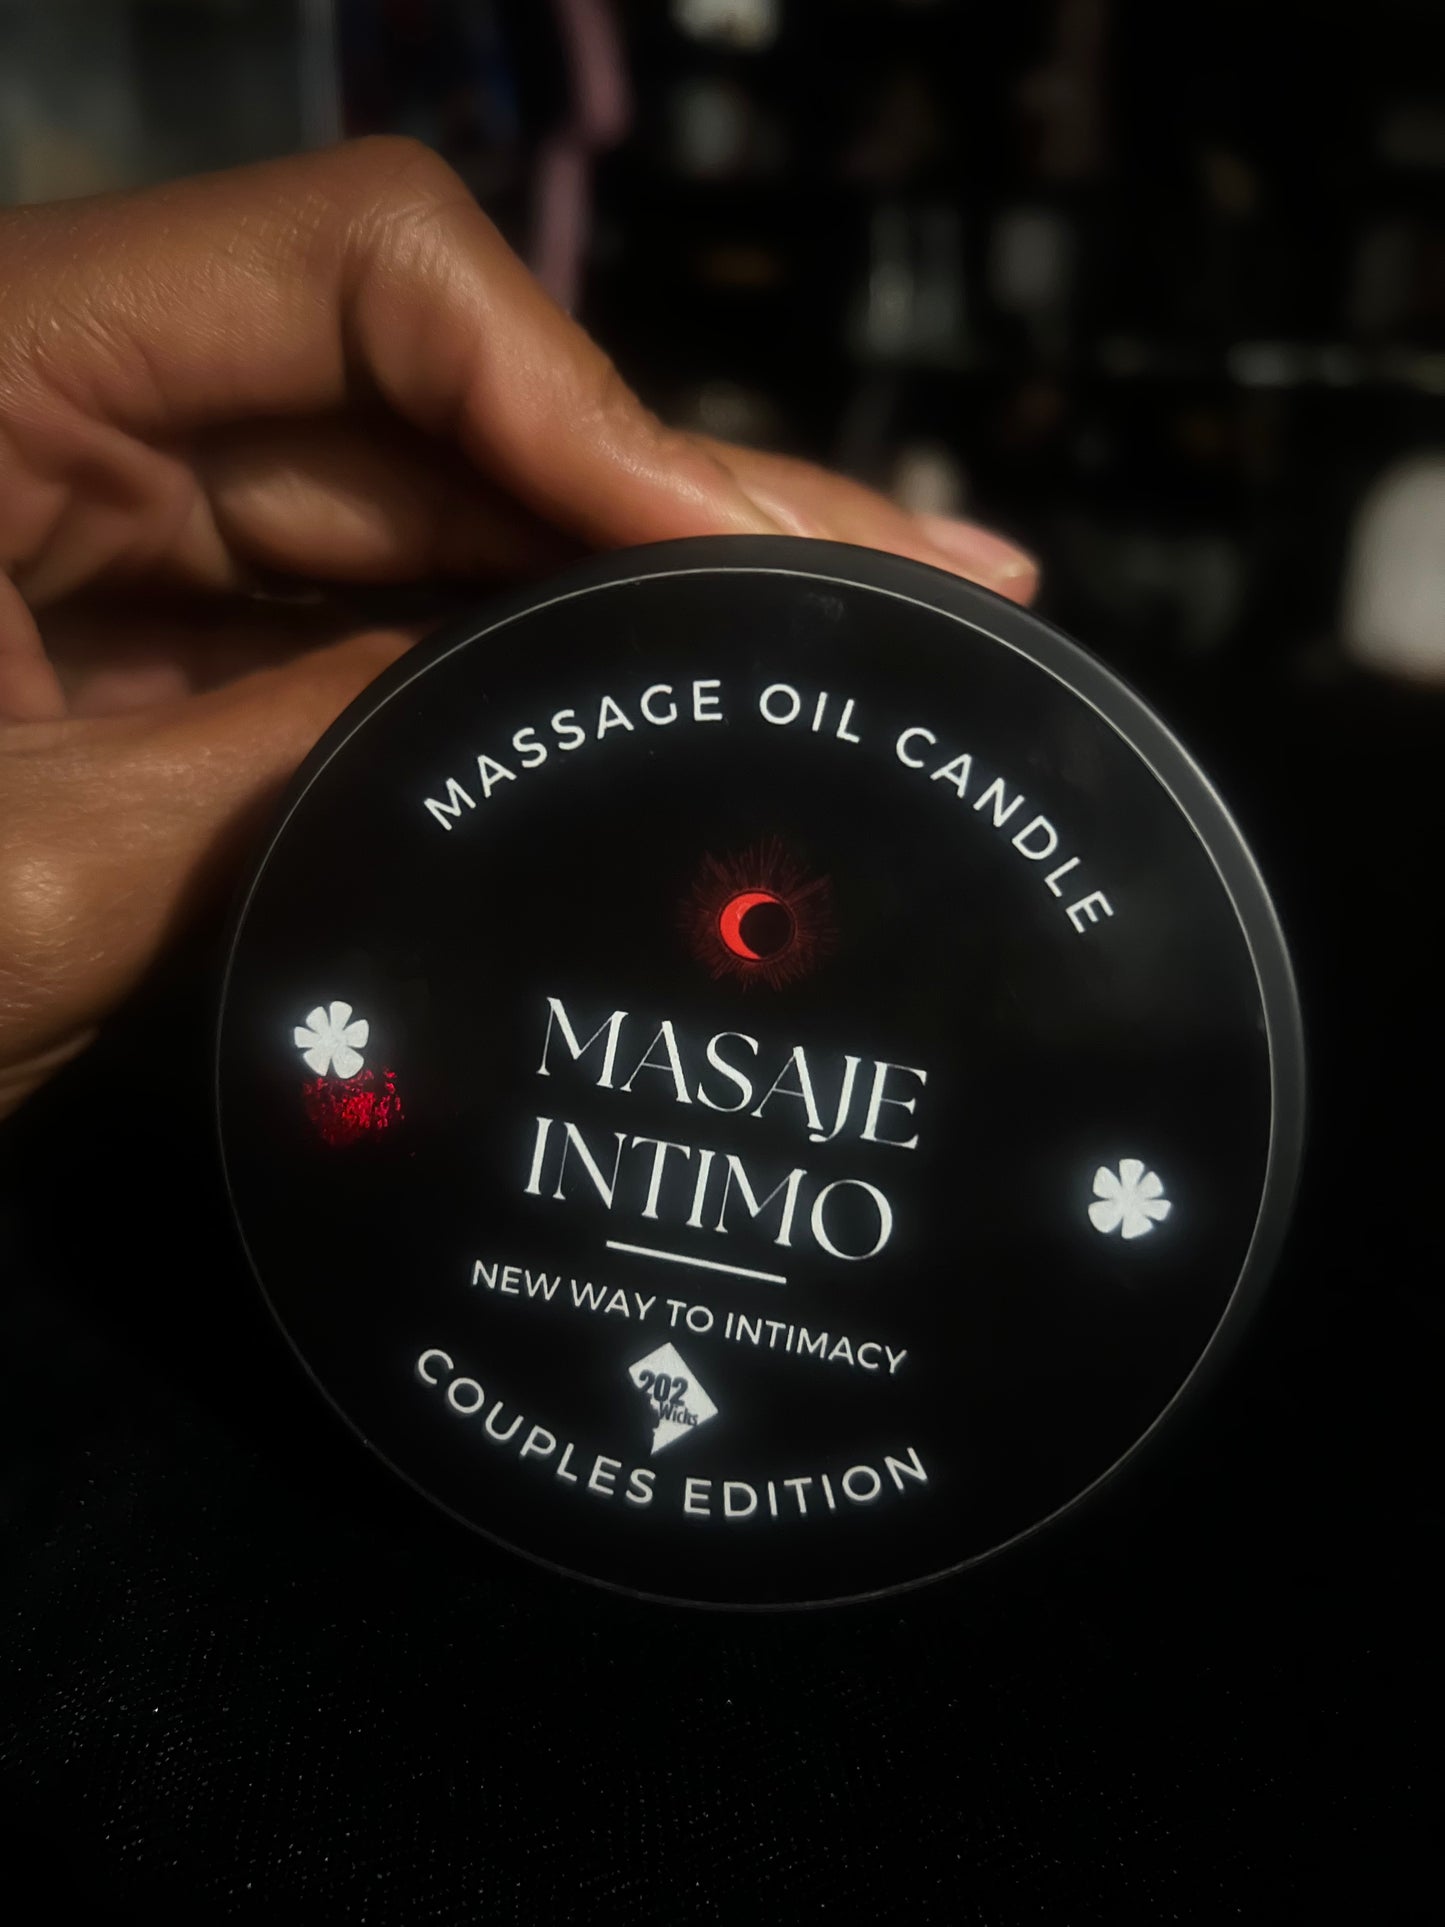 MASSAGE OIL CANDLE
MASAJE
INTIMO
NEW WAY TO INTIMACY
202
Wicks
COUPLES EDITION